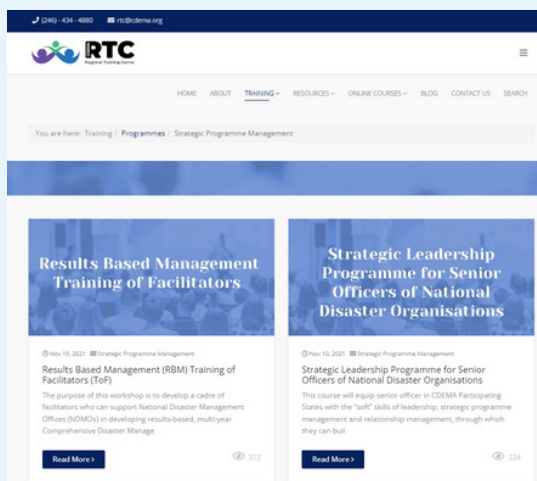 (246) - 434 - 4880 rtc@cdema.org
RTC
Regional Training Centre
HOME ABOUT TRAINING RESOURCES ONLINE COURSES BLOG CONTACT US SEARCH
You are here: Training / Programmes / Strategic Programme Management
Results Based Management
Training of Facilitators
Nov 10, 2021 Strategic Programme Management
Results Based Management (RBM) Training of
Facilitators (ToF)
The purpose of this workshop is to develop a cadre of
facilitators who can support National Disaster Management
Offices (NDMOs) in developing results-based, multi-year
Comprehensive Disaster Manage
Read More >
312
Strategic Leadership
Programme for Senior
Officers of National
Disaster Organisations
Nov 10, 2021 Strategic Programme Management
Strategic Leadership Programme for Senior
Officers of National Disaster Organisations
This course will equip senior officer in CDEMA Participating
States with the "soft" skills of leadership, strategic programme
management and relationship management, through which
they can buil
Read More >
334